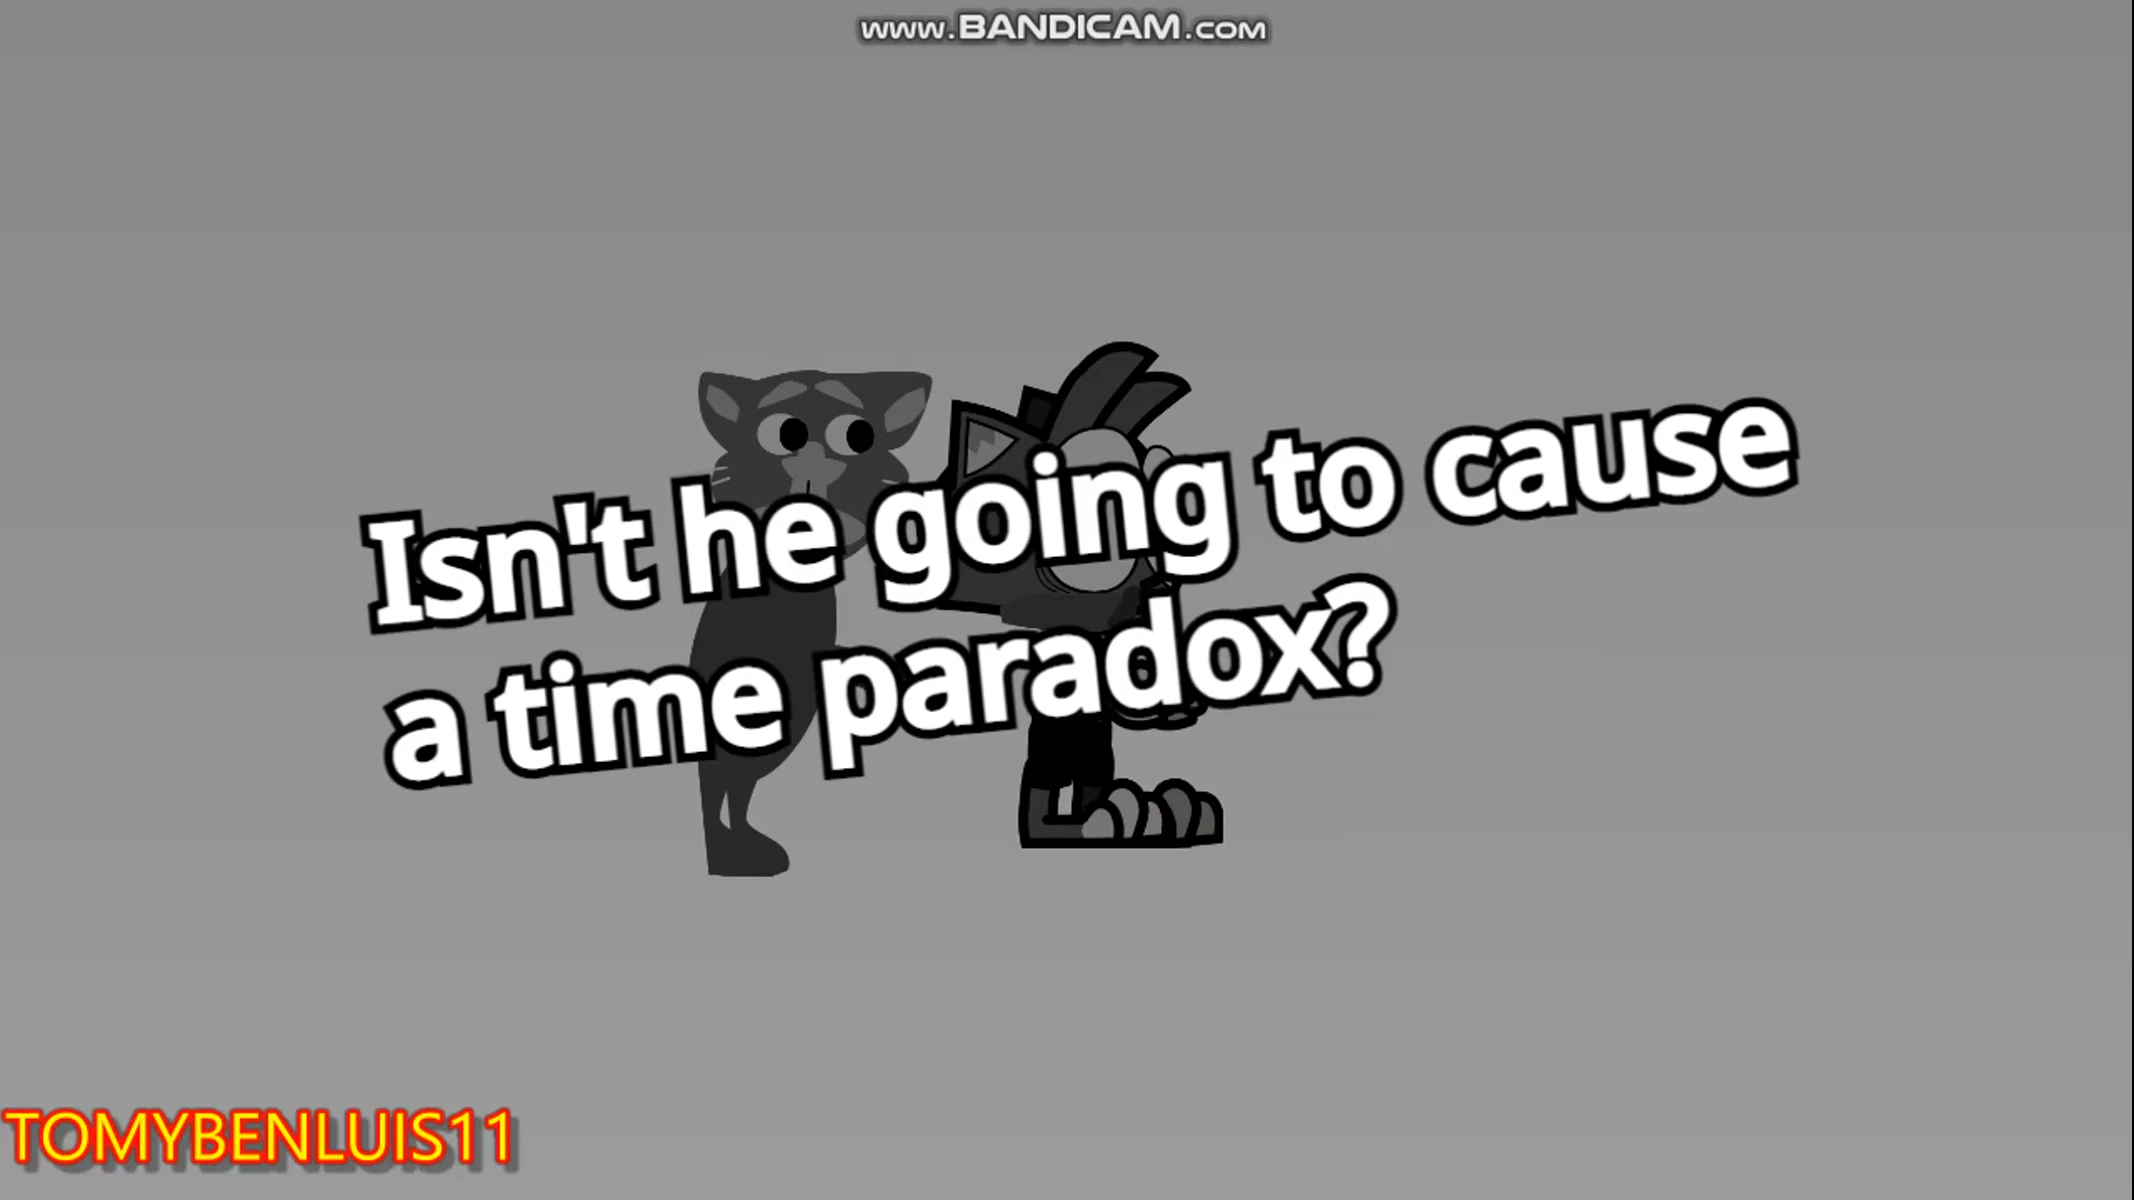 www.BANDICAM.com
Isn't he going to cause
a time paradox?
TOMYBENLUIS11